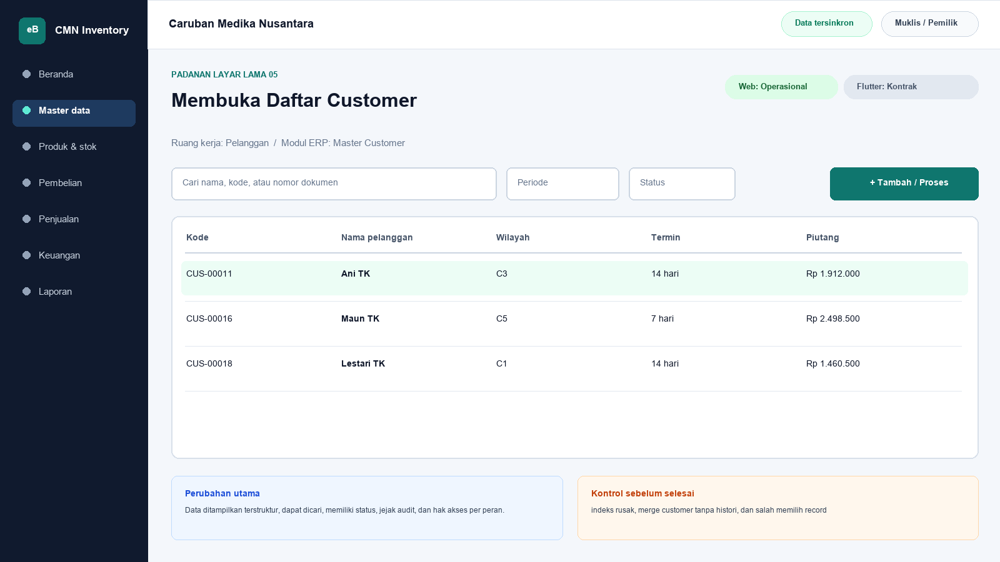 eB
CMN Inventory
Beranda
Master data
Produk & stok
Pembelian
Penjualan
Keuangan
Laporan
Caruban Medika Nusantara
Data tersinkron
Muklis / Pemilik
PADANAN LAYAR LAMA 05
Membuka Daftar Customer
Web: Operasional
Flutter: Kontrak
Ruang kerja: Pelanggan / Modul ERP: Master Customer
Cari nama, kode, atau nomor dokumen
Periode
Status
+ Tambah / Proses
Kode Nama pelanggan Wilayah Termin Piutang
CUS-00011 Ani TK C3 14 hari Rp 1.912.000
CUS-00016 Maun TK C5 7 hari Rp 2.498.500
CUS-00018 Lestari TK C1 14 hari Rp 1.460.500
Perubahan utama
Data ditampilkan terstruktur, dapat dicari, memiliki status, jejak audit, dan hak akses per peran.
Kontrol sebelum selesai
indeks rusak, merge customer tanpa histori, dan salah memilih record